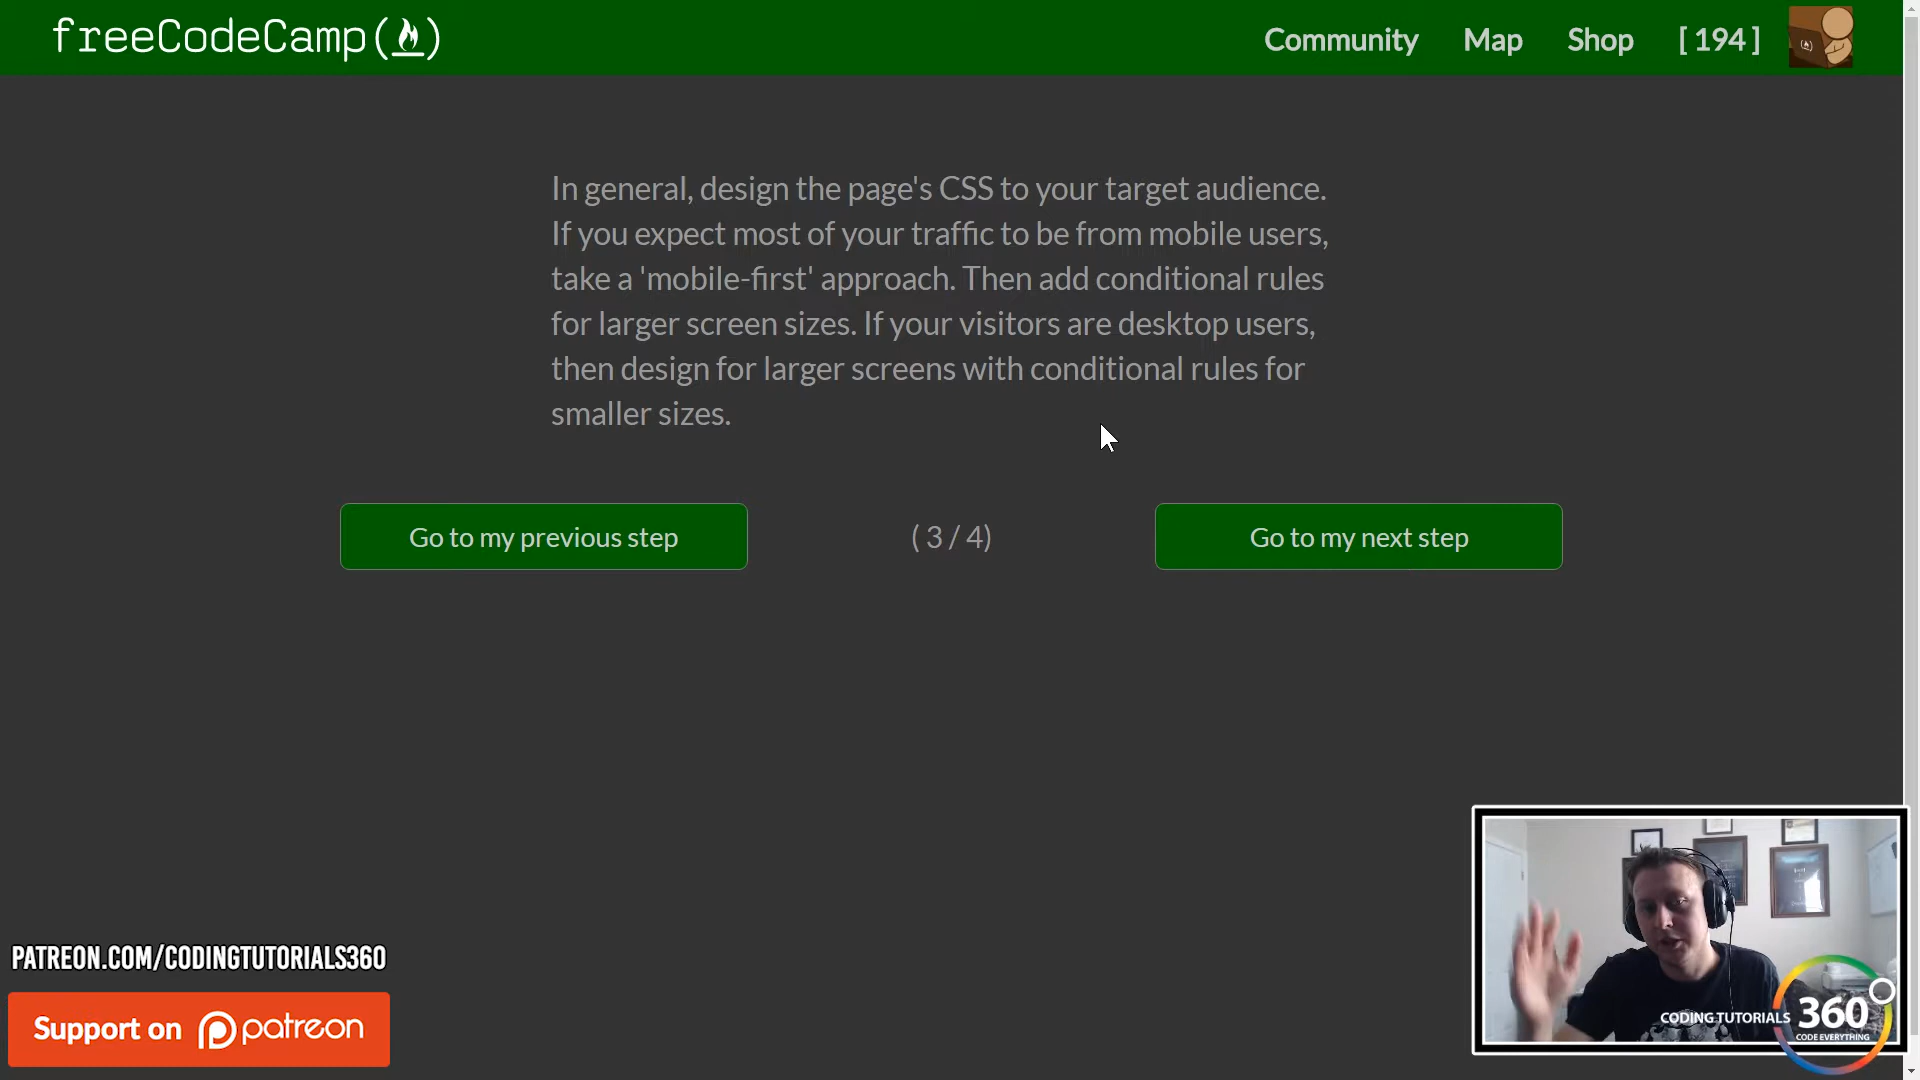 freeCodeCamp(🔥)
Community Map Shop [ 194 ]
In general, design the page's CSS to your target audience.
If you expect most of your traffic to be from mobile users,
take a 'mobile-first' approach. Then add conditional rules
for larger screen sizes. If your visitors are desktop users,
then design for larger screens with conditional rules for
smaller sizes.
Go to my previous step
( 3 / 4)
Go to my next step
PATREON.COM/CODINGTUTORIALS360
Support on patreon
CODING TUTORIALS 360
CODE EVERYTHING